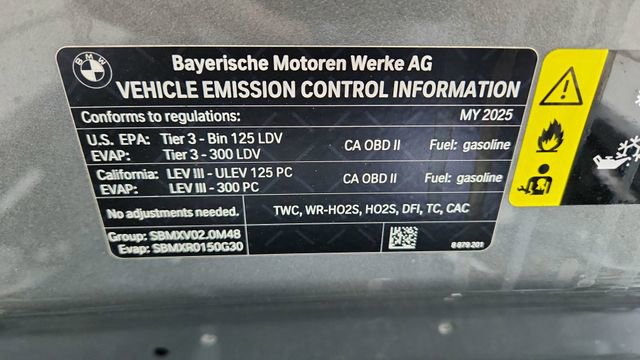 BMW
Bayerische Motoren Werke AG
VEHICLE EMISSION CONTROL INFORMATION
Conforms to regulations: MY 2025
U.S. EPA: Tier 3 - Bin 125 LDV CA OBD II Fuel: gasoline
EVAP: Tier 3 - 300 LDV
California: LEV III - ULEV 125 PC CA OBD II Fuel: gasoline
EVAP: LEV III - 300 PC
No adjustments needed. TWC, WR-HO2S, HO2S, DFI, TC, CAC
Group: SBMXV02.0M48
Evap: SBMXR0150G30
8 879 201